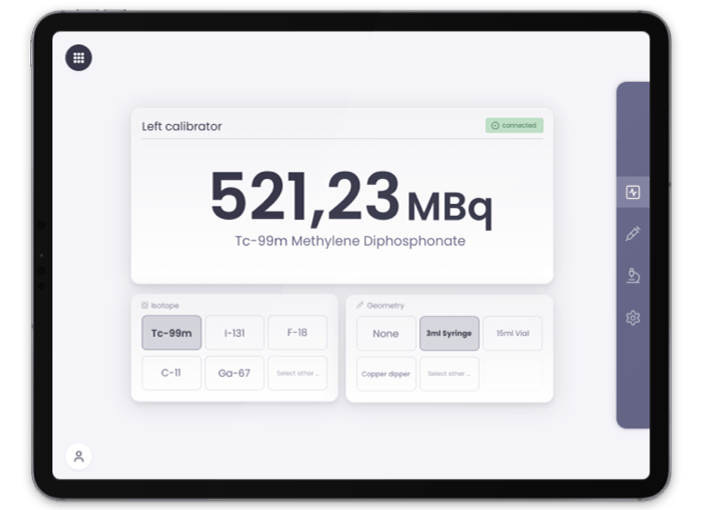 Left calibrator
connected
521,23 MBq
Tc-99m Methylene Diphosphonate
Isotope
Tc-99m
I-131
F-18
C-11
Ga-67
Select other ...
Geometry
None
3ml Syringe
15ml Vial
Copper dipper
Select other ...